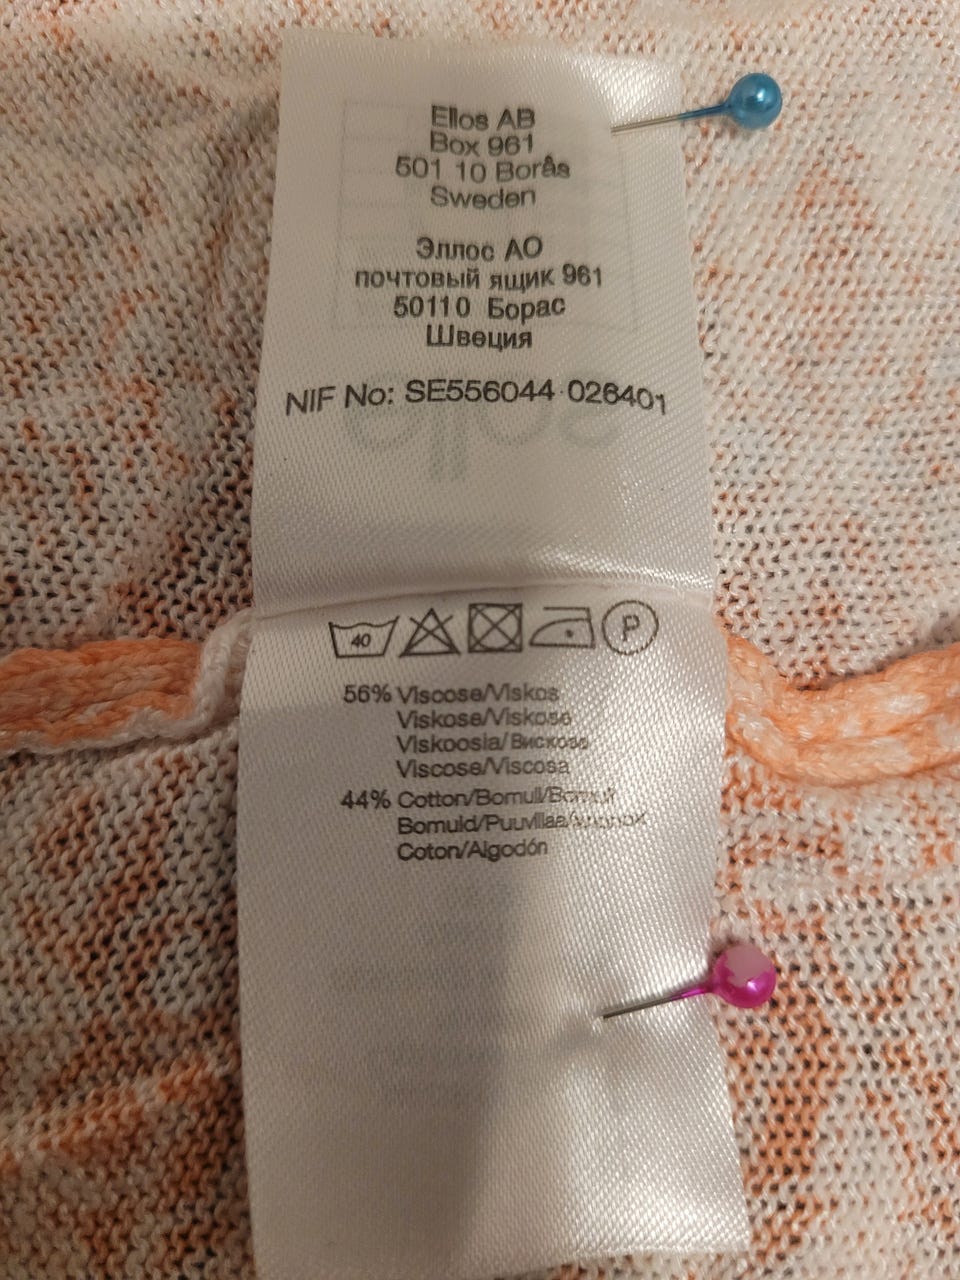 Ellos AB
Box 961
501 10 Borås
Sweden
Эллос АО
почтовый ящик 961
50110 Борас
Швеция
NIF No: SE556044 026401
40 P
56% Viscose/Viskos
Viskose/Viskose
Viskoosia/Вискоза
Viscose/Viscosa
44% Cotton/Bomull/Bomull
Bomuld/Puuvillaa/
Coton/Algodón